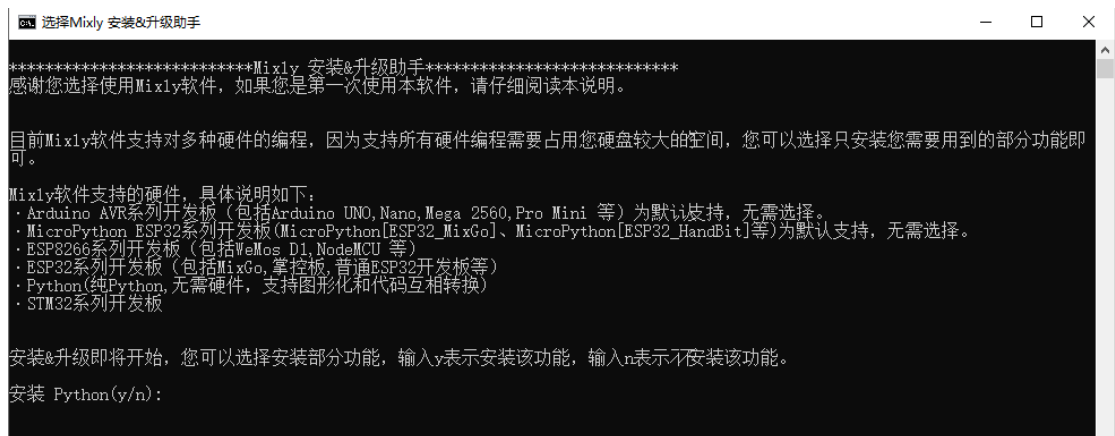 选择Mixly 安装&升级助手
***************************Mixly 安装&升级助手****************************
感谢您选择使用Mixly软件，如果您是第一次使用本软件，请仔细阅读本说明。
目前Mixly软件支持对多种硬件的编程，因为支持所有硬件编程需要占用您硬盘较大的空间，您可以选择只安装您需要用到的部分功能即
可。
Mixly软件支持的硬件，具体说明如下：
·Arduino AVR系列开发板（包括Arduino UNO,Nano,Mega 2560,Pro Mini 等）为默认支持，无需选择。
·MicroPython ESP32系列开发板(MicroPython[ESP32_MixGo]、MicroPython[ESP32_HandBit]等)为默认支持，无需选择。
·ESP8266系列开发板（包括WeMos D1,NodeMCU 等）
·ESP32系列开发板（包括MixGo,掌控板,普通ESP32开发板等）
·Python(纯Python,无需硬件，支持图形化和代码互相转换)
·STM32系列开发板
安装&升级即将开始，您可以选择安装部分功能，输入y表示安装该功能，输入n表示不安装该功能。
安装 Python(y/n):